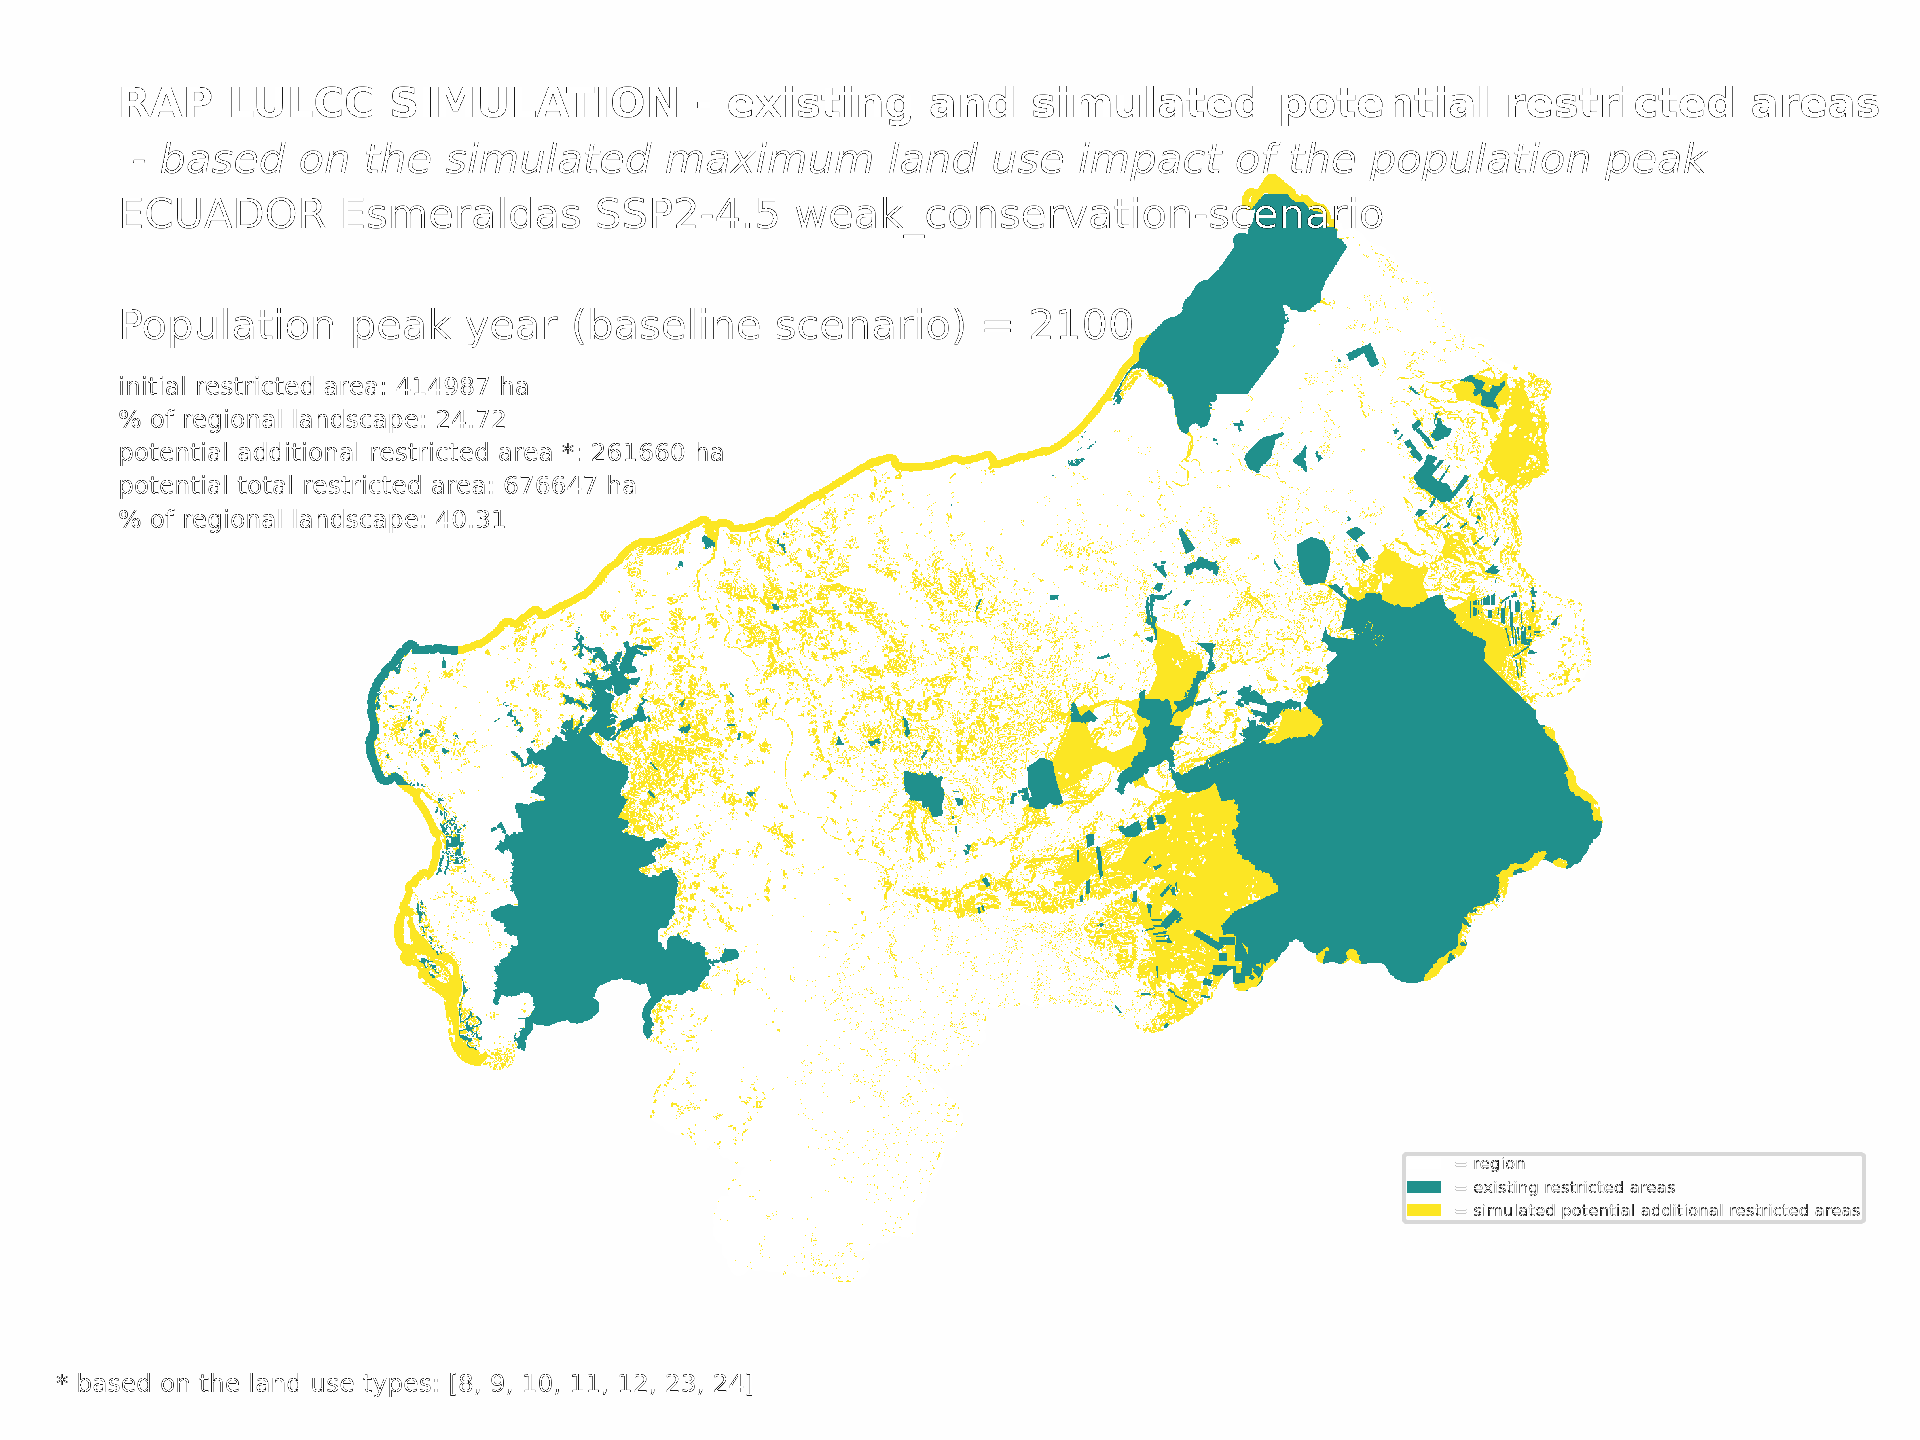 RAP LULCC SIMULATION - existing and simulated potential restricted areas
- based on the simulated maximum land use impact of the population peak
ECUADOR Esmeraldas SSP2-4.5 weak_conservation-scenario
Population peak year (baseline scenario) = 2100
initial restricted area: 414987 ha
% of regional landscape: 24.72
potential additional restricted area *: 261660 ha
potential total restricted area: 676647 ha
% of regional landscape: 40.31
= region
= existing restricted areas
= simulated potential additional restricted areas
* based on the land use types: [8, 9, 10, 11, 12, 23, 24]